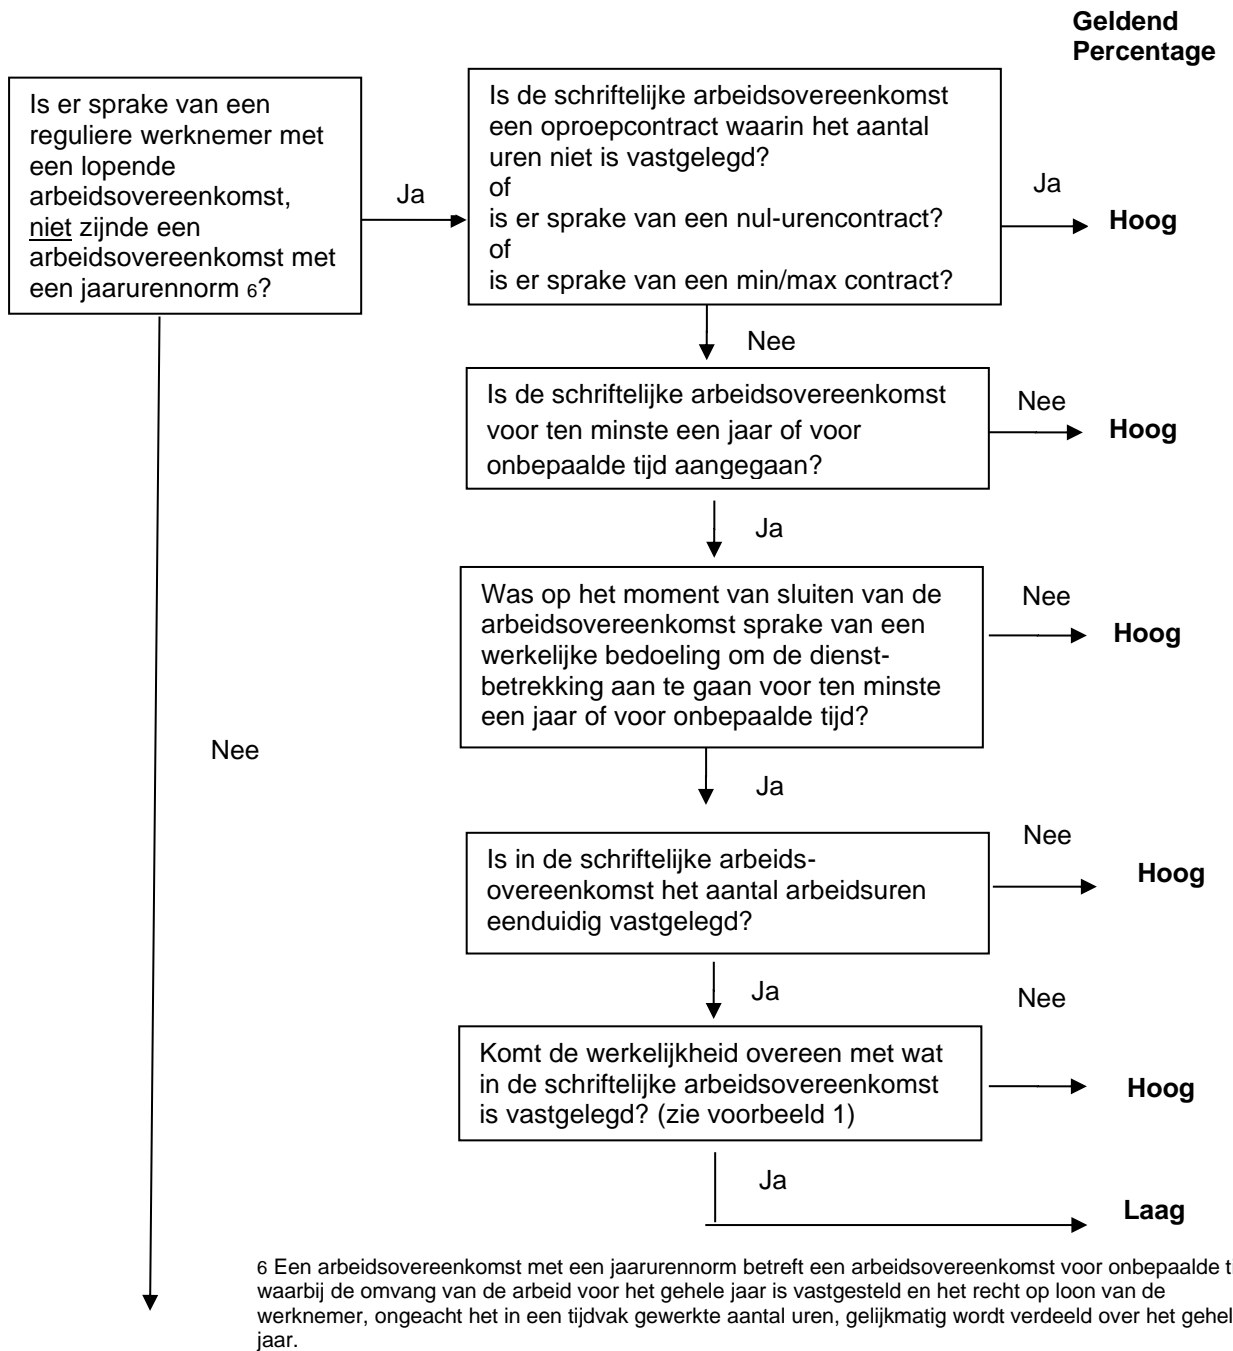 Geldend
Percentage
Is er sprake van een
reguliere werknemer met
een lopende
arbeidsovereenkomst,
niet zijnde een
arbeidsovereenkomst met
een jaarurennorm 6?
Ja
Is de schriftelijke arbeidsovereenkomst
een oproepcontract waarin het aantal
uren niet is vastgelegd?
of
is er sprake van een nul-urencontract?
of
is er sprake van een min/max contract?
Ja
Hoog
Nee
Is de schriftelijke arbeidsovereenkomst
voor ten minste een jaar of voor
onbepaalde tijd aangegaan?
Nee
Hoog
Ja
Was op het moment van sluiten van de
arbeidsovereenkomst sprake van een
werkelijke bedoeling om de dienst-
betrekking aan te gaan voor ten minste
een jaar of voor onbepaalde tijd?
Nee
Hoog
Nee
Ja
Is in de schriftelijke arbeids-
overeenkomst het aantal arbeidsuren
eenduidig vastgelegd?
Nee
Hoog
Ja
Nee
Komt de werkelijkheid overeen met wat
in de schriftelijke arbeidsovereenkomst
is vastgelegd? (zie voorbeeld 1)
Hoog
Ja
Laag
6 Een arbeidsovereenkomst met een jaarurennorm betreft een arbeidsovereenkomst voor onbepaalde
waarbij de omvang van de arbeid voor het gehele jaar is vastgesteld en het recht op loon van de
werknemer, ongeacht het in een tijdvak gewerkte aantal uren, gelijkmatig wordt verdeeld over het gehel
jaar.